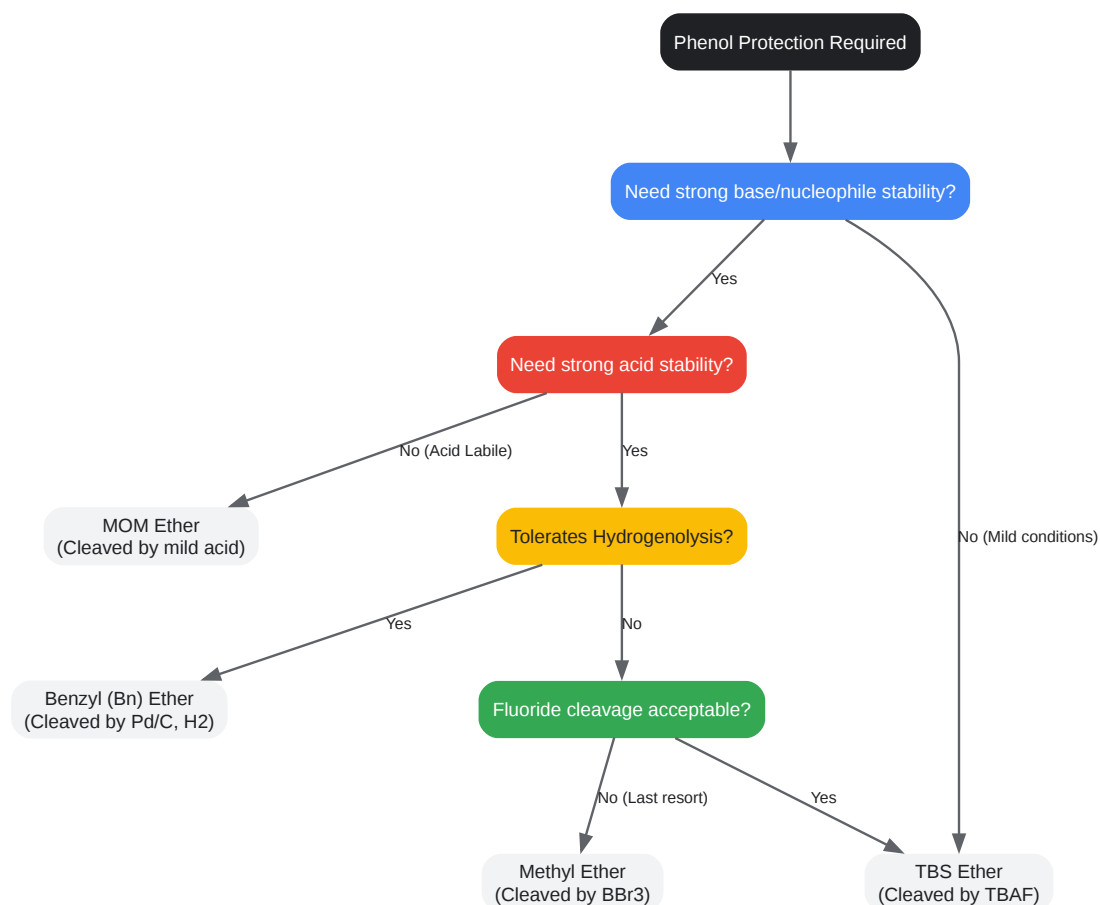 Phenol Protection Required
Need strong base/nucleophile stability?
Yes
Need strong acid stability?
No (Acid Labile)
Yes
MOM Ether
(Cleaved by mild acid)
Tolerates Hydrogenolysis?
No (Mild conditions)
Yes
No
Benzyl (Bn) Ether
(Cleaved by Pd/C, H2)
Fluoride cleavage acceptable?
No (Last resort)
Yes
Methyl Ether
(Cleaved by BBr3)
TBS Ether
(Cleaved by TBAF)